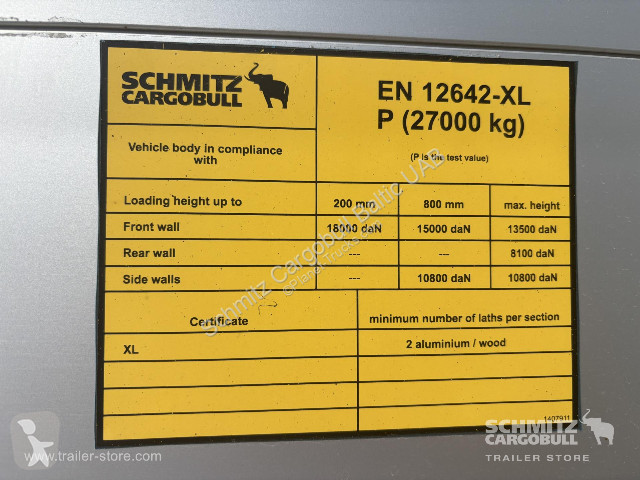 SCHMITZ
CARGOBULL
EN 12642-XL
P (27000 kg)
(P is the test value)
Vehicle body in compliance
with
Loading height up to 200 mm 800 mm max. height
Front wall 18000 daN 15000 daN 13500 daN
Rear wall --- --- 8100 daN
Side walls --- 10800 daN 10800 daN
Certificate minimum number of laths per section
XL 2 aluminium / wood
1407911
Schmitz Cargobull Baltic UAB
@Planet-Trucks.com
www.trailer-store.com
SCHMITZ
CARGOBULL
TRAILER STORE